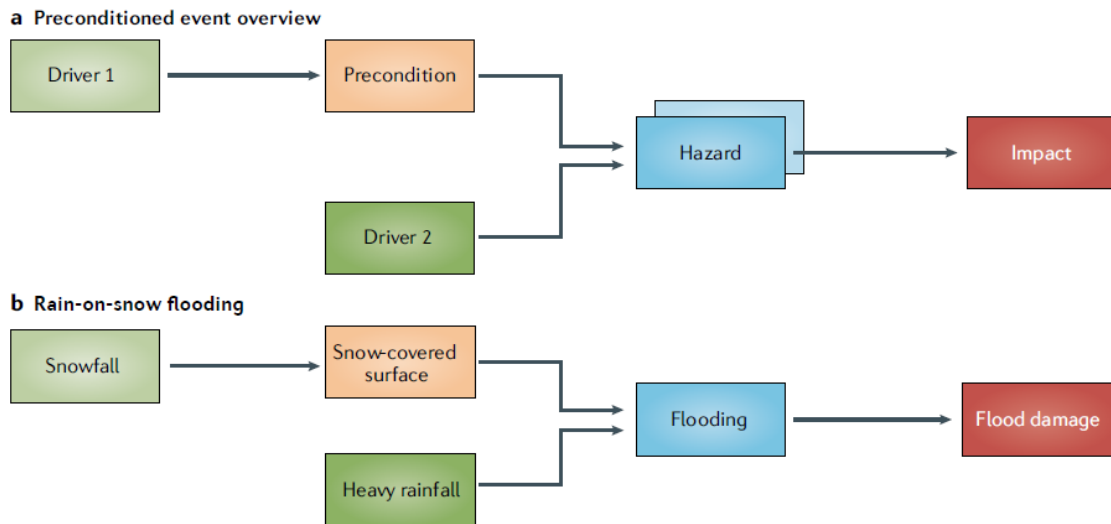 a Preconditioned event overview
Driver 1
Precondition
Hazard
Impact
Driver 2
b Rain-on-snow flooding
Snowfall
Snow-covered
surface
Flooding
Flood damage
Heavy rainfall